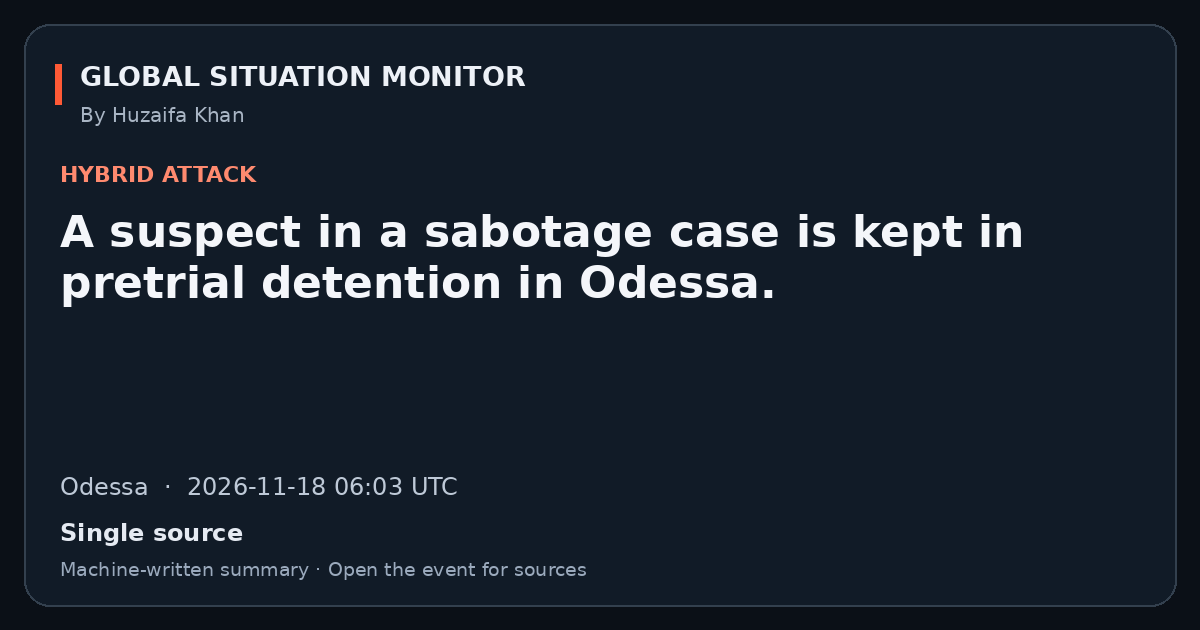 GLOBAL SITUATION MONITOR
By Huzaifa Khan
HYBRID ATTACK
A suspect in a sabotage case is kept in
pretrial detention in Odessa.
Odessa · 2026-11-18 06:03 UTC
Single source
Machine-written summary · Open the event for sources